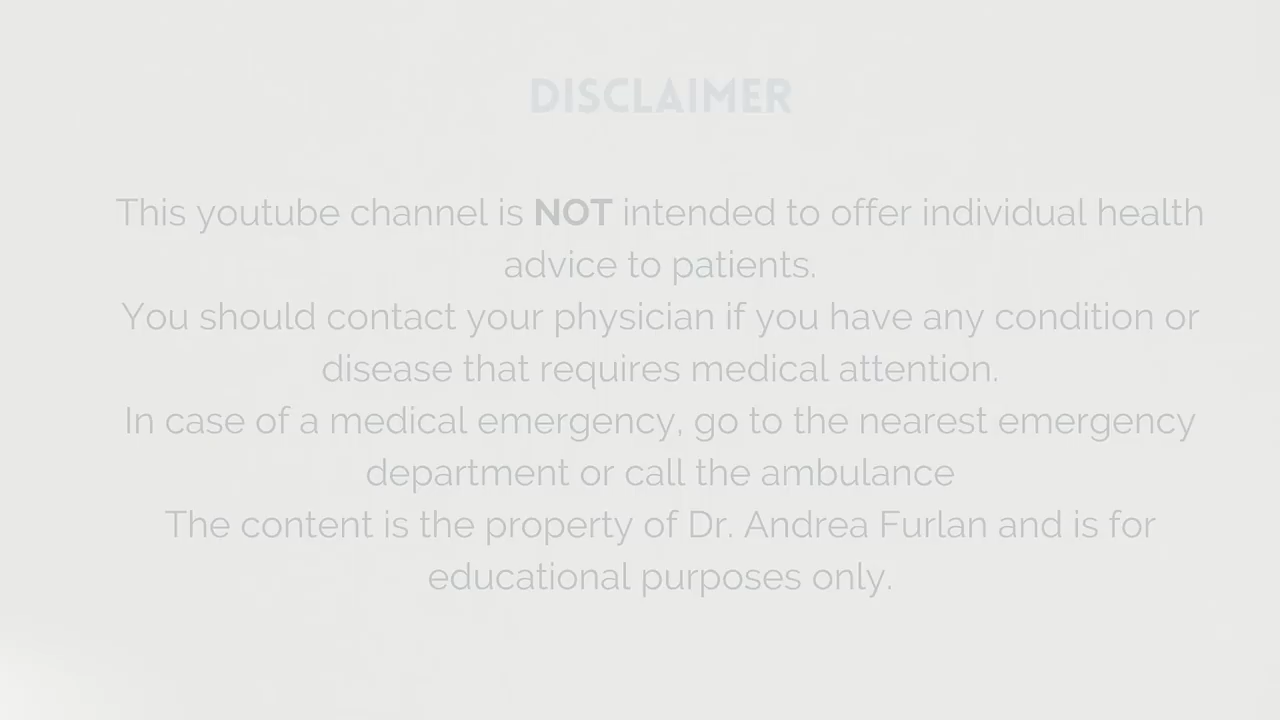 DISCLAIMER
This youtube channel is NOT intended to offer individual health
advice to patients.
You should contact your physician if you have any condition or
disease that requires medical attention.
In case of a medical emergency, go to the nearest emergency
department or call the ambulance
The content is the property of Dr. Andrea Furlan and is for
educational purposes only.